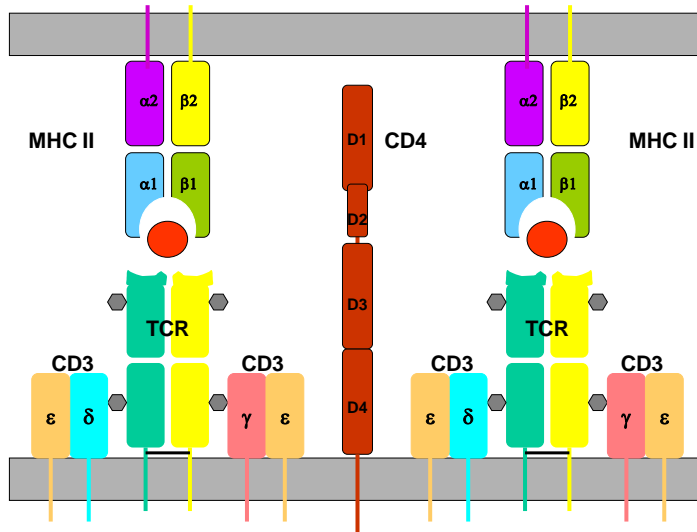 α2 β2 α2 β2
MHC II D1 CD4 MHC II
α1 β1 α1 β1
D2
D3
TCR TCR
CD3 CD3 CD3 CD3
ε δ γ ε D4 ε δ γ ε